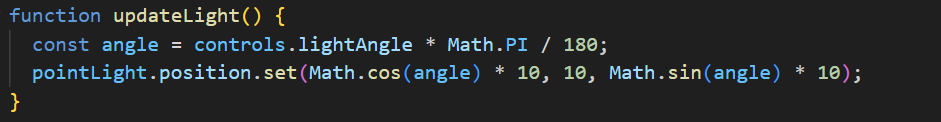 function updateLight() {
  const angle = controls.lightAngle * Math.PI / 180;
  pointLight.position.set(Math.cos(angle) * 10, 10, Math.sin(angle) * 10);
}